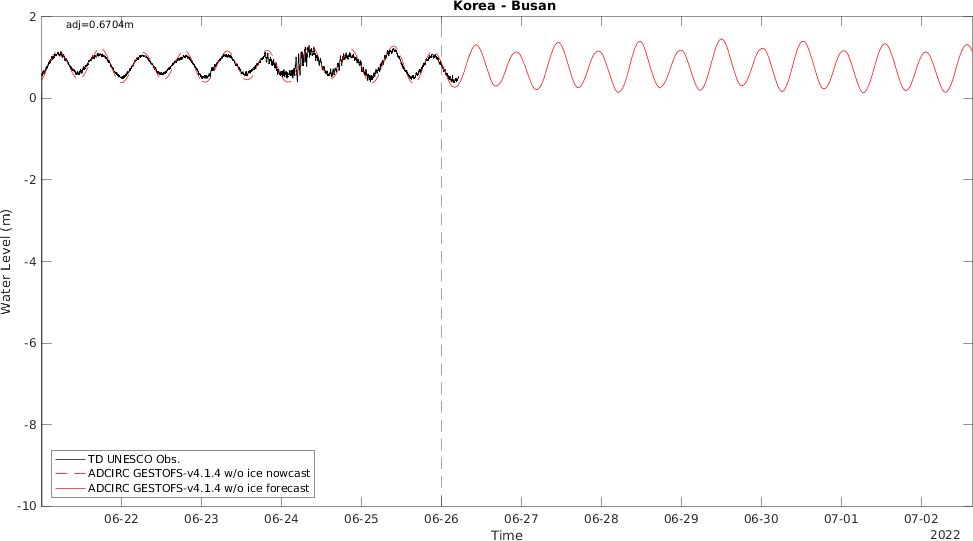 Korea - Busan
adj=0.6704m
2
0
-2
-4
-6
-8
-10
Water Level (m)
TD UNESCO Obs.
ADCIRC GESTOFS-v4.1.4 w/o ice nowcast
ADCIRC GESTOFS-v4.1.4 w/o ice forecast
06-22 06-23 06-24 06-25 06-26 06-27 06-28 06-29 06-30 07-01 07-02
Time
2022